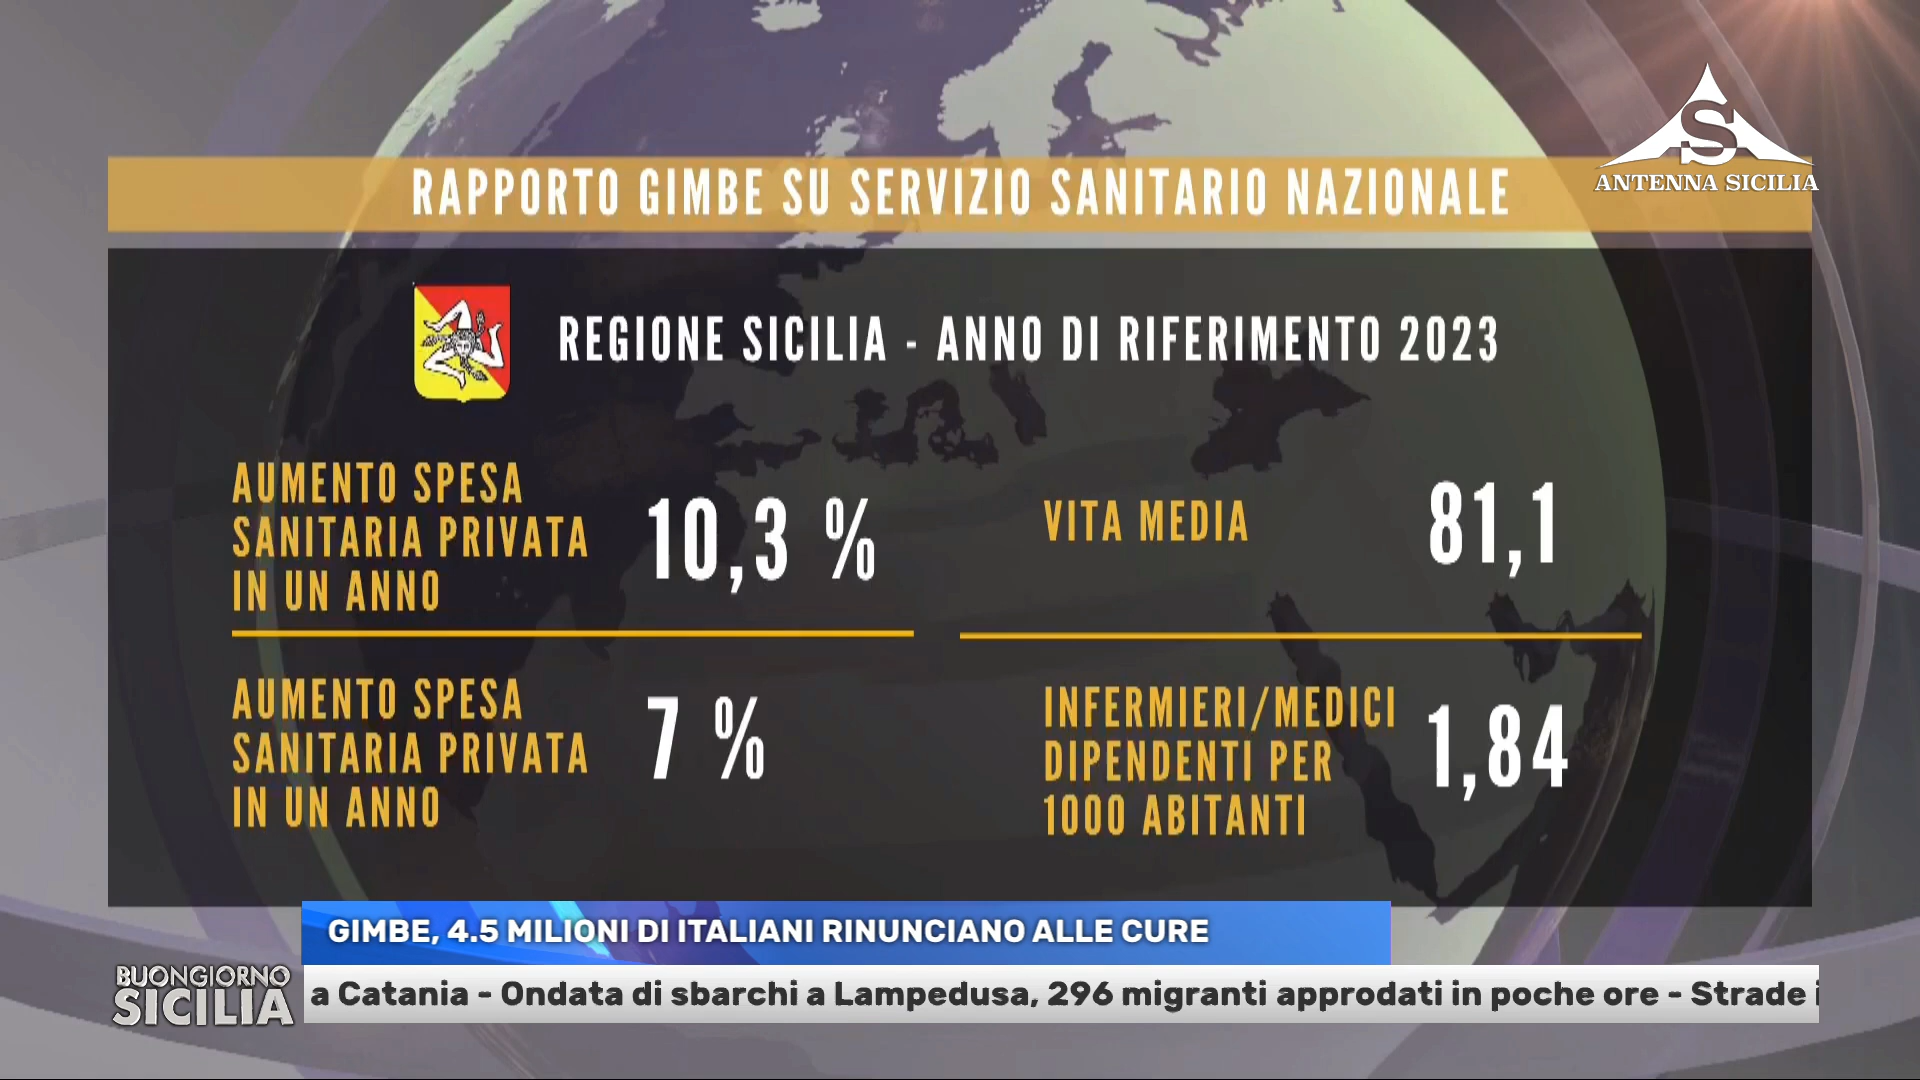 ANTENNA SICILIA
RAPPORTO GIMBE SU SERVIZIO SANITARIO NAZIONALE
REGIONE SICILIA - ANNO DI RIFERIMENTO 2023
AUMENTO SPESA
SANITARIA PRIVATA
IN UN ANNO
10,3 %
VITA MEDIA
81,1
AUMENTO SPESA
SANITARIA PRIVATA
IN UN ANNO
7 %
INFERMIERI/MEDICI
DIPENDENTI PER
1000 ABITANTI
1,84
GIMBE, 4.5 MILIONI DI ITALIANI RINUNCIANO ALLE CURE
BUONGIORNO
SICILIA
a Catania - Ondata di sbarchi a Lampedusa, 296 migranti approdati in poche ore - Strade i